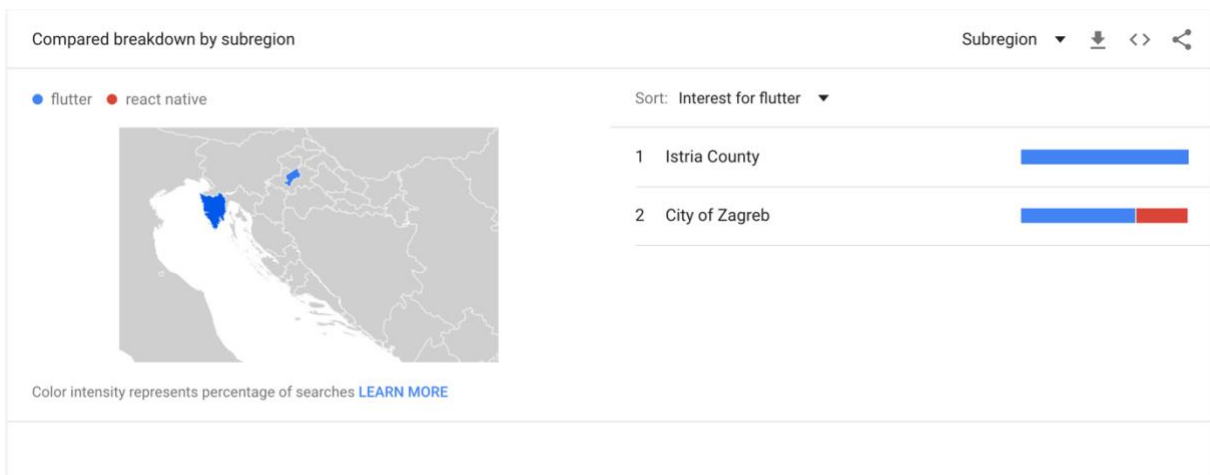 Compared breakdown by subregion
Subregion
flutter react native
Sort: Interest for flutter
1 Istria County
2 City of Zagreb
Color intensity represents percentage of searches LEARN MORE